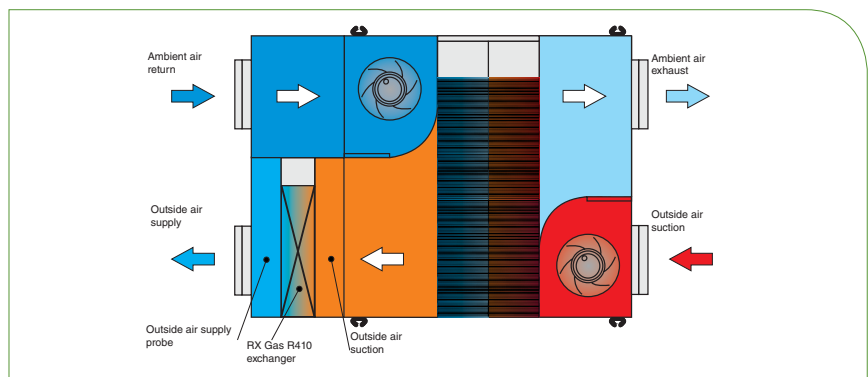 Ambient air
return
Ambient air
exhaust
Outside air
supply
Outside air
suction
Outside air supply
probe
RX Gas R410
exchanger
Outside air
suction